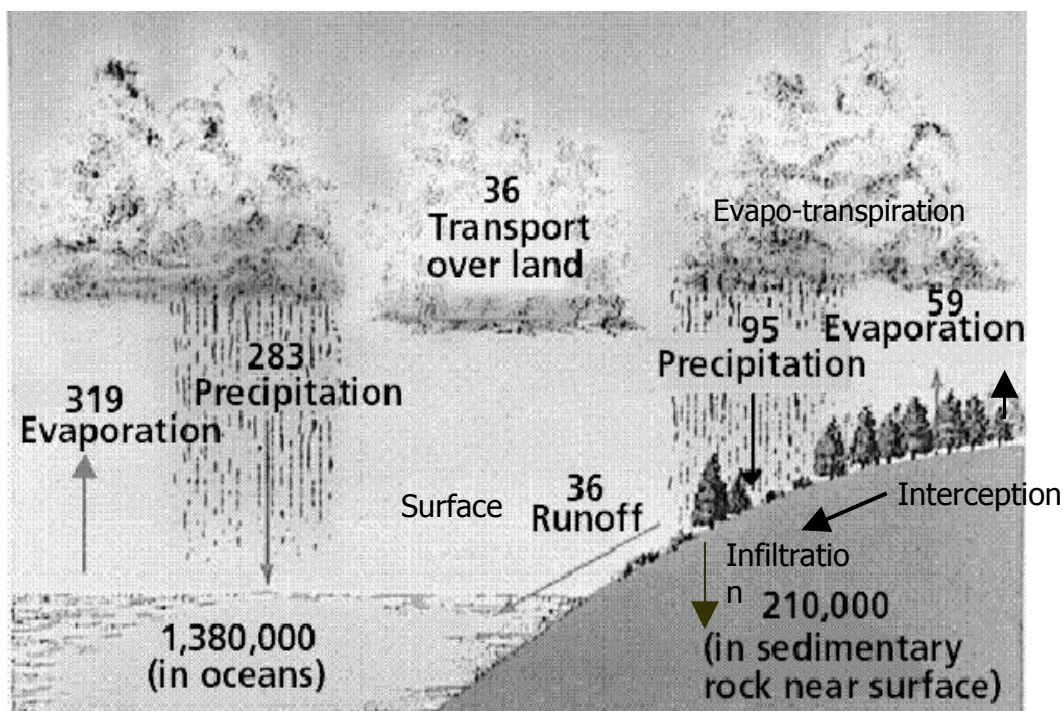 36
Transport
over land
Evapo-transpiration
59
Evaporation
95
Precipitation
283
Precipitation
319
Evaporation
Surface
36
Runoff
Interception
Infiltratio
n
210,000
(in sedimentary
rock near surface)
1,380,000
(in oceans)